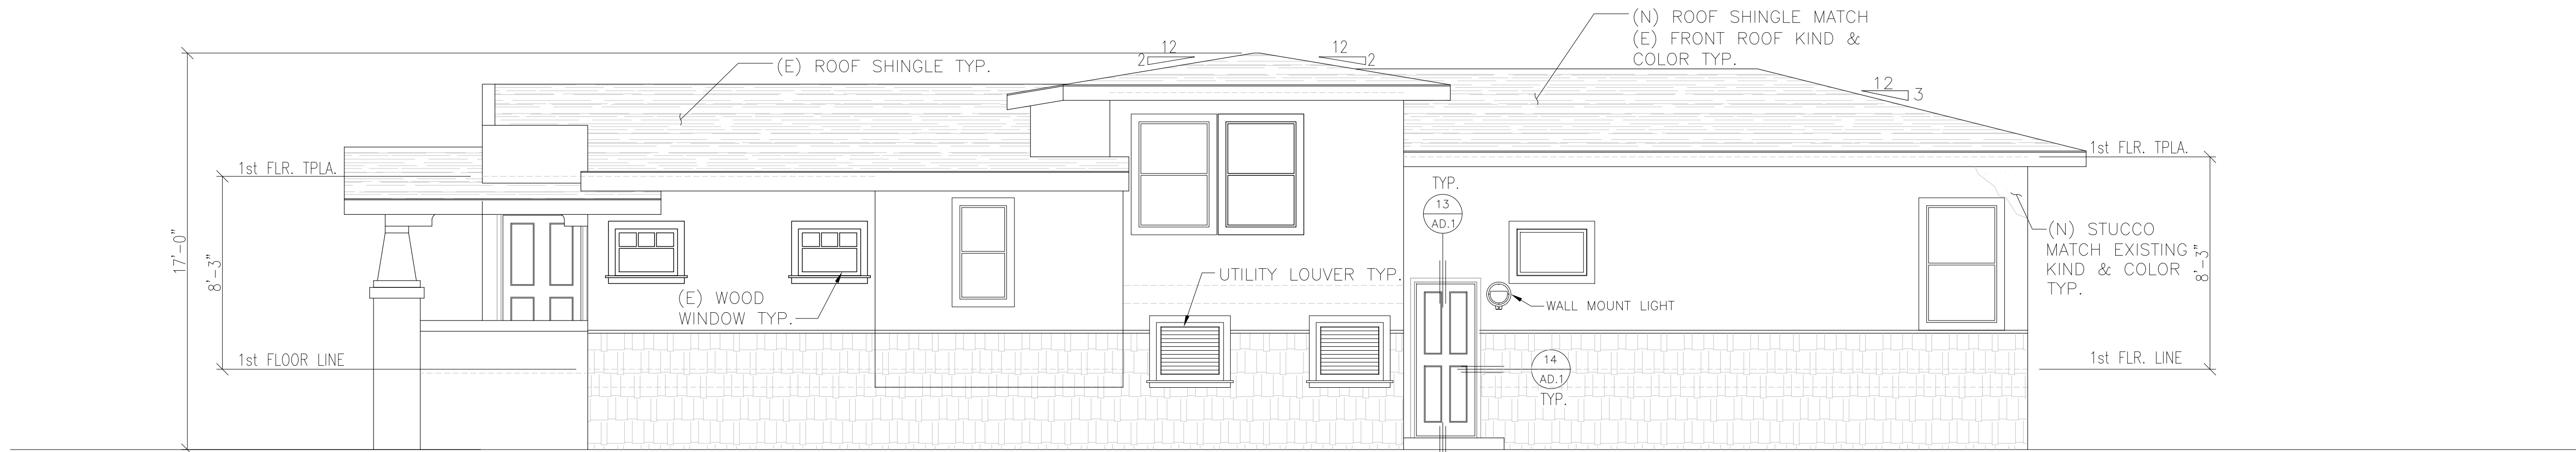 (N) ROOF SHINGLE MATCH
(E) FRONT ROOF KIND &
COLOR TYP.
(E) ROOF SHINGLE TYP.
12
2
12
2
12
3
17'-0"
8'-3"
1st FLR. TPLA.
1st FLOOR LINE
(E) WOOD
WINDOW TYP.
UTILITY LOUVER TYP.
TYP.
13
AD.1
WALL MOUNT LIGHT
14
AD.1
TYP.
1st FLR. TPLA.
(N) STUCCO
MATCH EXISTING
KIND & COLOR
TYP.
8'-3"
1st FLR. LINE